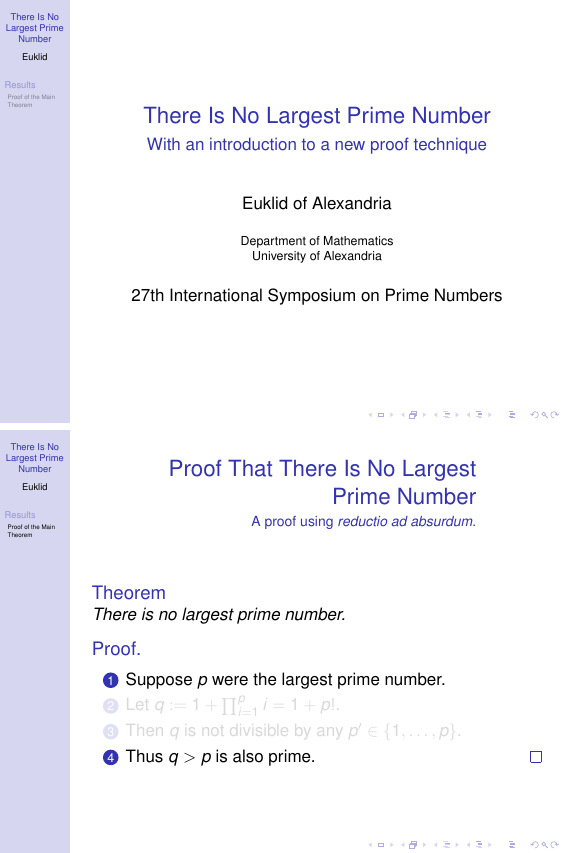 There Is No
Largest Prime
Number
Euklid
Results
Proof of the Main
Theorem
There Is No Largest Prime Number
With an introduction to a new proof technique
Euklid of Alexandria
Department of Mathematics
University of Alexandria
27th International Symposium on Prime Numbers
There Is No
Largest Prime
Number
Euklid
Results
Proof of the Main
Theorem
Proof That There Is No Largest
Prime Number
A proof using reductio ad absurdum.
Theorem
There is no largest prime number.
Proof.
1 Suppose p were the largest prime number.
2 Let q := 1 + ∏_{i=1}^{p} i = 1 + p!.
3 Then q is not divisible by any p′ ∈ {1, . . . , p}.
4 Thus q > p is also prime. □